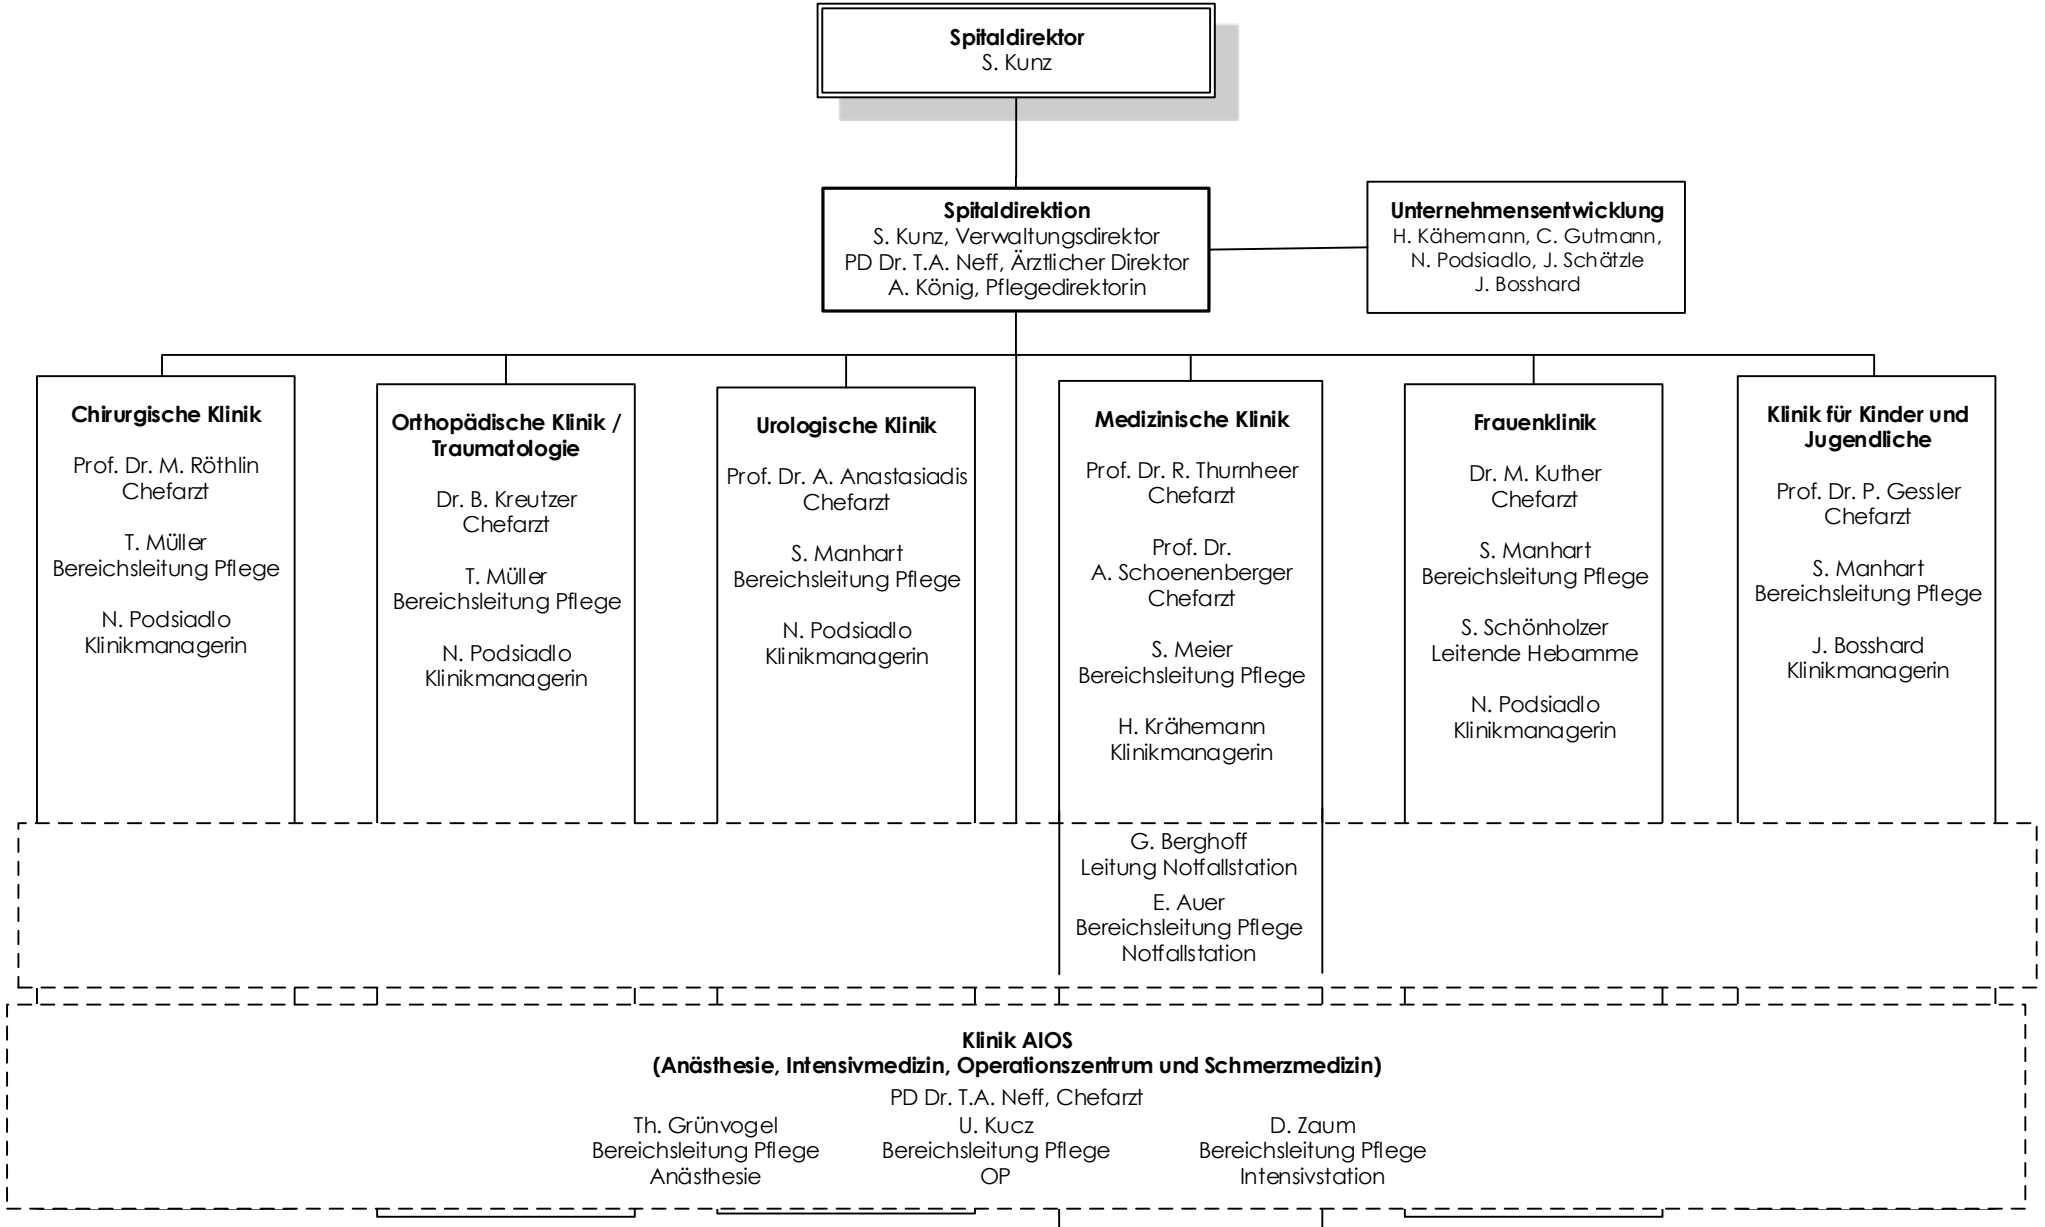 Spitaldirektor
S. Kunz
Spitaldirektion
S. Kunz, Verwaltungsdirektor
PD Dr. T.A. Neff, Ärztlicher Direktor
A. König, Pflegedirektorin
Unternehmensentwicklung
H. Kähemann, C. Gutmann,
N. Podsiadlo, J. Schätzle
J. Bosshard
Chirurgische Klinik
Prof. Dr. M. Röthlin
Chefarzt
T. Müller
Bereichsleitung Pflege
N. Podsiadlo
Klinikmanagerin
Orthopädische Klinik /
Traumatologie
Dr. B. Kreutzer
Chefarzt
T. Müller
Bereichsleitung Pflege
N. Podsiadlo
Klinikmanagerin
Urologische Klinik
Prof. Dr. A. Anastasiadis
Chefarzt
S. Manhart
Bereichsleitung Pflege
N. Podsiadlo
Klinikmanagerin
Medizinische Klinik
Prof. Dr. R. Thurnheer
Chefarzt
Prof. Dr.
A. Schoenenberger
Chefarzt
S. Meier
Bereichsleitung Pflege
H. Krähemann
Klinikmanagerin
G. Berghoff
Leitung Notfallstation
E. Auer
Bereichsleitung Pflege
Notfallstation
Frauenklinik
Dr. M. Kuther
Chefarzt
S. Manhart
Bereichsleitung Pflege
S. Schönholzer
Leitende Hebamme
N. Podsiadlo
Klinikmanagerin
Klinik für Kinder und
Jugendliche
Prof. Dr. P. Gessler
Chefarzt
S. Manhart
Bereichsleitung Pflege
J. Bosshard
Klinikmanagerin
Klinik AIOS
(Anästhesie, Intensivmedizin, Operationszentrum und Schmerzmedizin)
PD Dr. T.A. Neff, Chefarzt
Th. Grünvogel
Bereichsleitung Pflege
Anästhesie
U. Kucz
Bereichsleitung Pflege
OP
D. Zaum
Bereichsleitung Pflege
Intensivstation